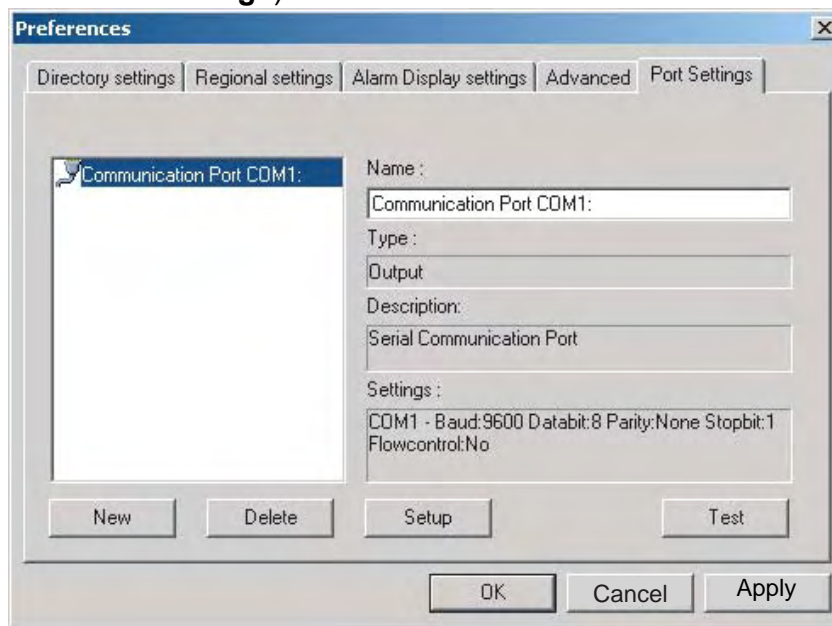 g ,
Preferences
Directory settings Regional settings Alarm Display settings Advanced Port Settings
Communication Port COM1:
Name :
Communication Port COM1:
Type :
Output
Description:
Serial Communication Port
Settings :
COM1 - Baud:9600 Databit:8 Parity:None Stopbit:1
Flowcontrol:No
New Delete Setup Test
OK Cancel Apply